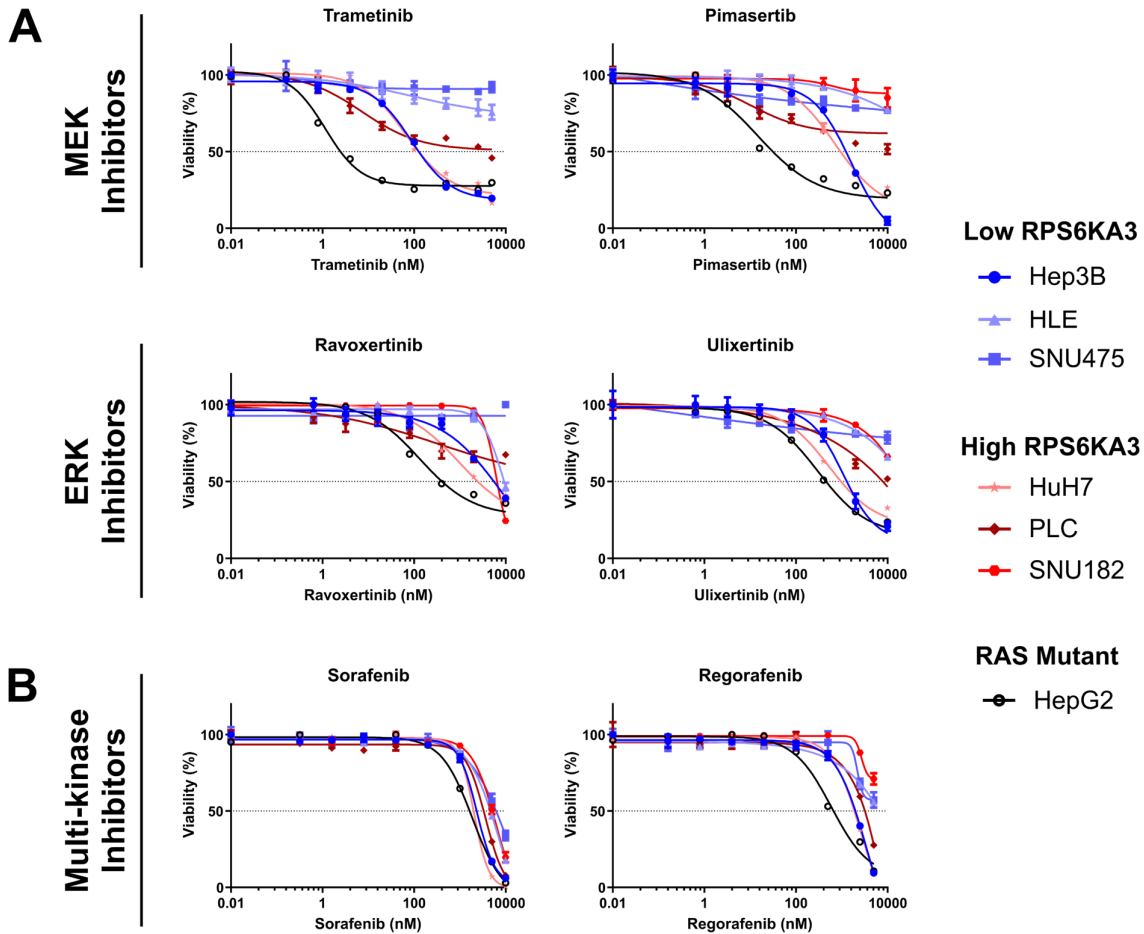 A
MEK
Inhibitors
Trametinib
Viability (%)
100
50
0
0.01
1
100
10000
Trametinib (nM)
Pimasertib
Viability (%)
100
50
0
0.01
1
100
10000
Pimasertib (nM)
ERK
Inhibitors
Ravoxertinib
Viability (%)
100
50
0
0.01
1
100
10000
Ravoxertinib (nM)
Ulixertinib
Viability (%)
100
50
0
0.01
1
100
10000
Ulixertinib (nM)
Low RPS6KA3
Hep3B
HLE
SNU475
High RPS6KA3
HuH7
PLC
SNU182
RAS Mutant
HepG2
B
Multi-kinase
Inhibitors
Sorafenib
Viability (%)
100
50
0
0.01
1
100
10000
Sorafenib (nM)
Regorafenib
Viability (%)
100
50
0
0.01
1
100
10000
Regorafenib (nM)